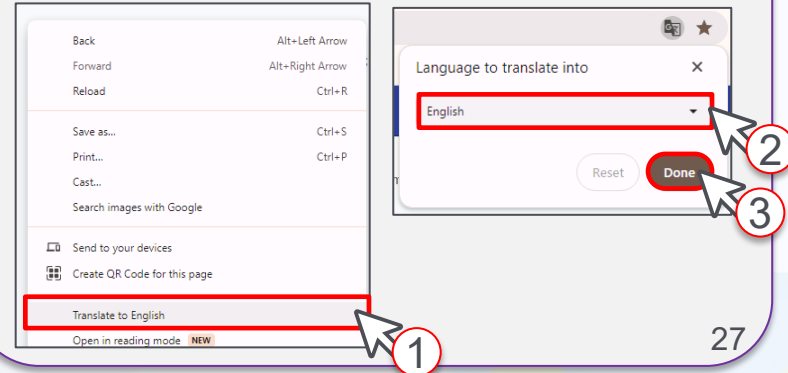 Back Alt+Left Arrow
Forward Alt+Right Arrow
Reload Ctrl+R
Save as... Ctrl+S
Print... Ctrl+P
Cast...
Search images with Google
Send to your devices
Create QR Code for this page
Translate to English
Open in reading mode NEW
1
Language to translate into
English
2
Reset Done
3
27